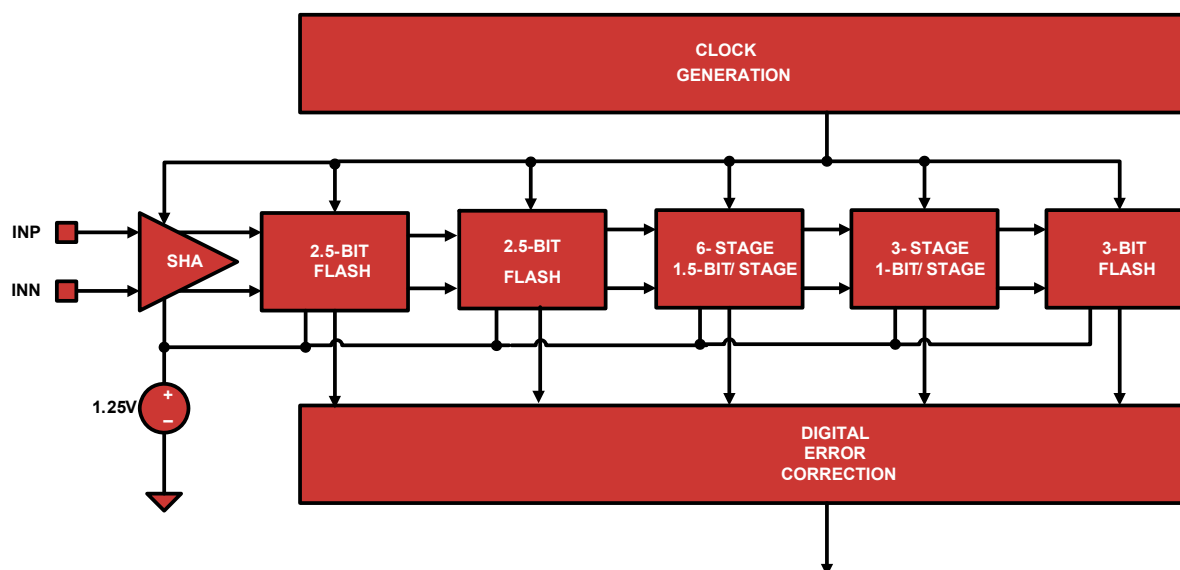 CLOCK
GENERATION
INP
INN
SHA
2.5-BIT
FLASH
2.5-BIT
FLASH
6- STAGE
1.5-BIT/ STAGE
3- STAGE
1-BIT/ STAGE
3-BIT
FLASH
1.25V
+
–
DIGITAL
ERROR
CORRECTION